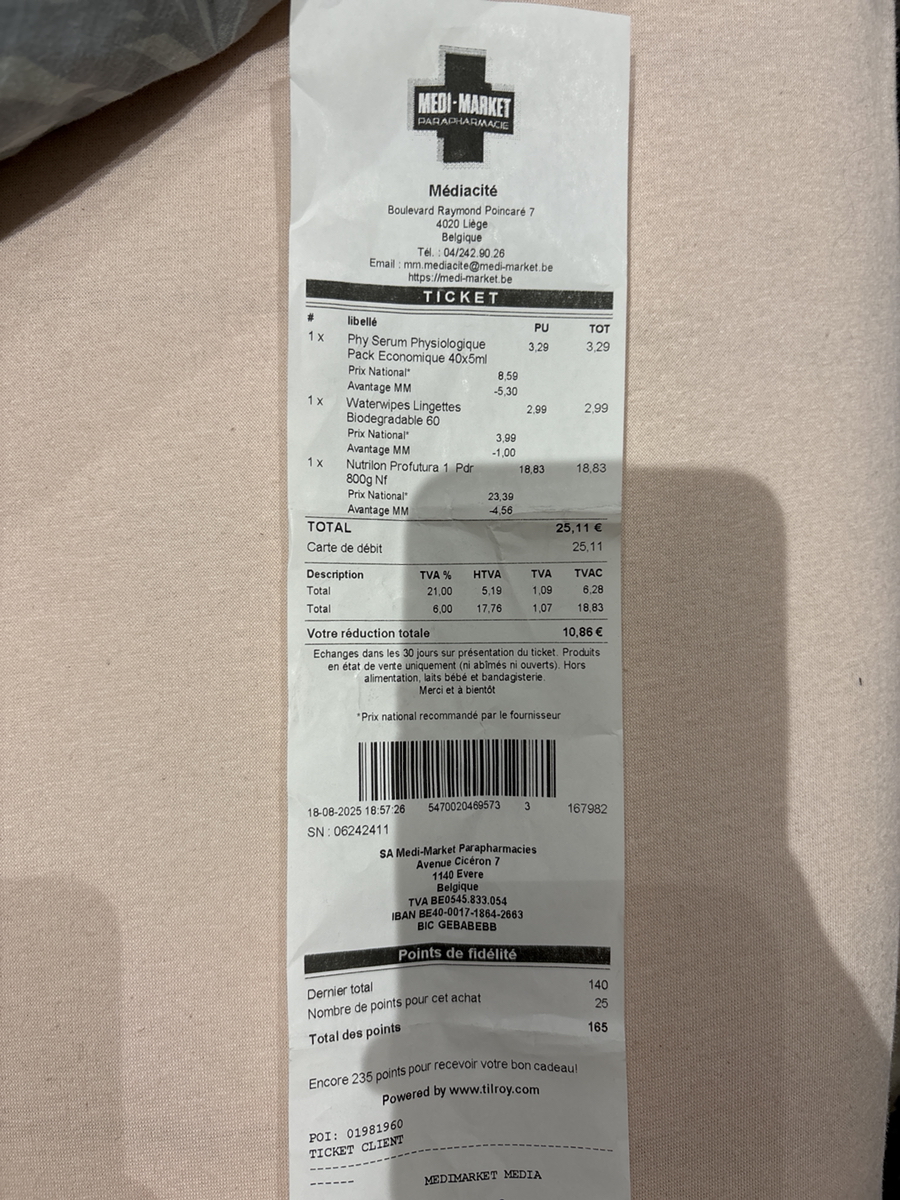 MEDI-MARKET
PARAPHARMACIE
Médiacité
Boulevard Raymond Poincaré 7
4020 Liège
Belgique
Tél. : 04/242.90.26
Email : mm.mediacite@medi-market.be
https://medi-market.be
TICKET
# libellé PU TOT
1 x Phy Serum Physiologique 3,29 3,29
Pack Economique 40x5ml
Prix National* 8,59
Avantage MM -5,30
1 x Waterwipes Lingettes 2,99 2,99
Biodegradable 60
Prix National* 3,99
Avantage MM -1,00
1 x Nutrilon Profutura 1 Pdr 18,83 18,83
800g Nf
Prix National* 23,39
Avantage MM -4,56
TOTAL 25,11 €
Carte de débit 25,11
Description TVA % HTVA TVA TVAC
Total 21,00 5,19 1,09 6,28
Total 6,00 17,76 1,07 18,83
Votre réduction totale 10,86 €
Echanges dans les 30 jours sur présentation du ticket. Produits
en état de vente uniquement (ni abîmés ni ouverts). Hors
alimentation, laits bébé et bandagisterie.
Merci et à bientôt
*Prix national recommandé par le fournisseur
18-08-2025 18:57:26 5470020469573 3 167982
SN : 06242411
SA Medi-Market Parapharmacies
Avenue Cicéron 7
1140 Evere
Belgique
TVA BE0545.833.054
IBAN BE40-0017-1864-2663
BIC GEBABEBB
Points de fidélité
Dernier total 140
Nombre de points pour cet achat 25
Total des points 165
Encore 235 points pour recevoir votre bon cadeau!
Powered by www.tilroy.com
POI: 01981960
TICKET CLIENT
MEDIMARKET MEDIA